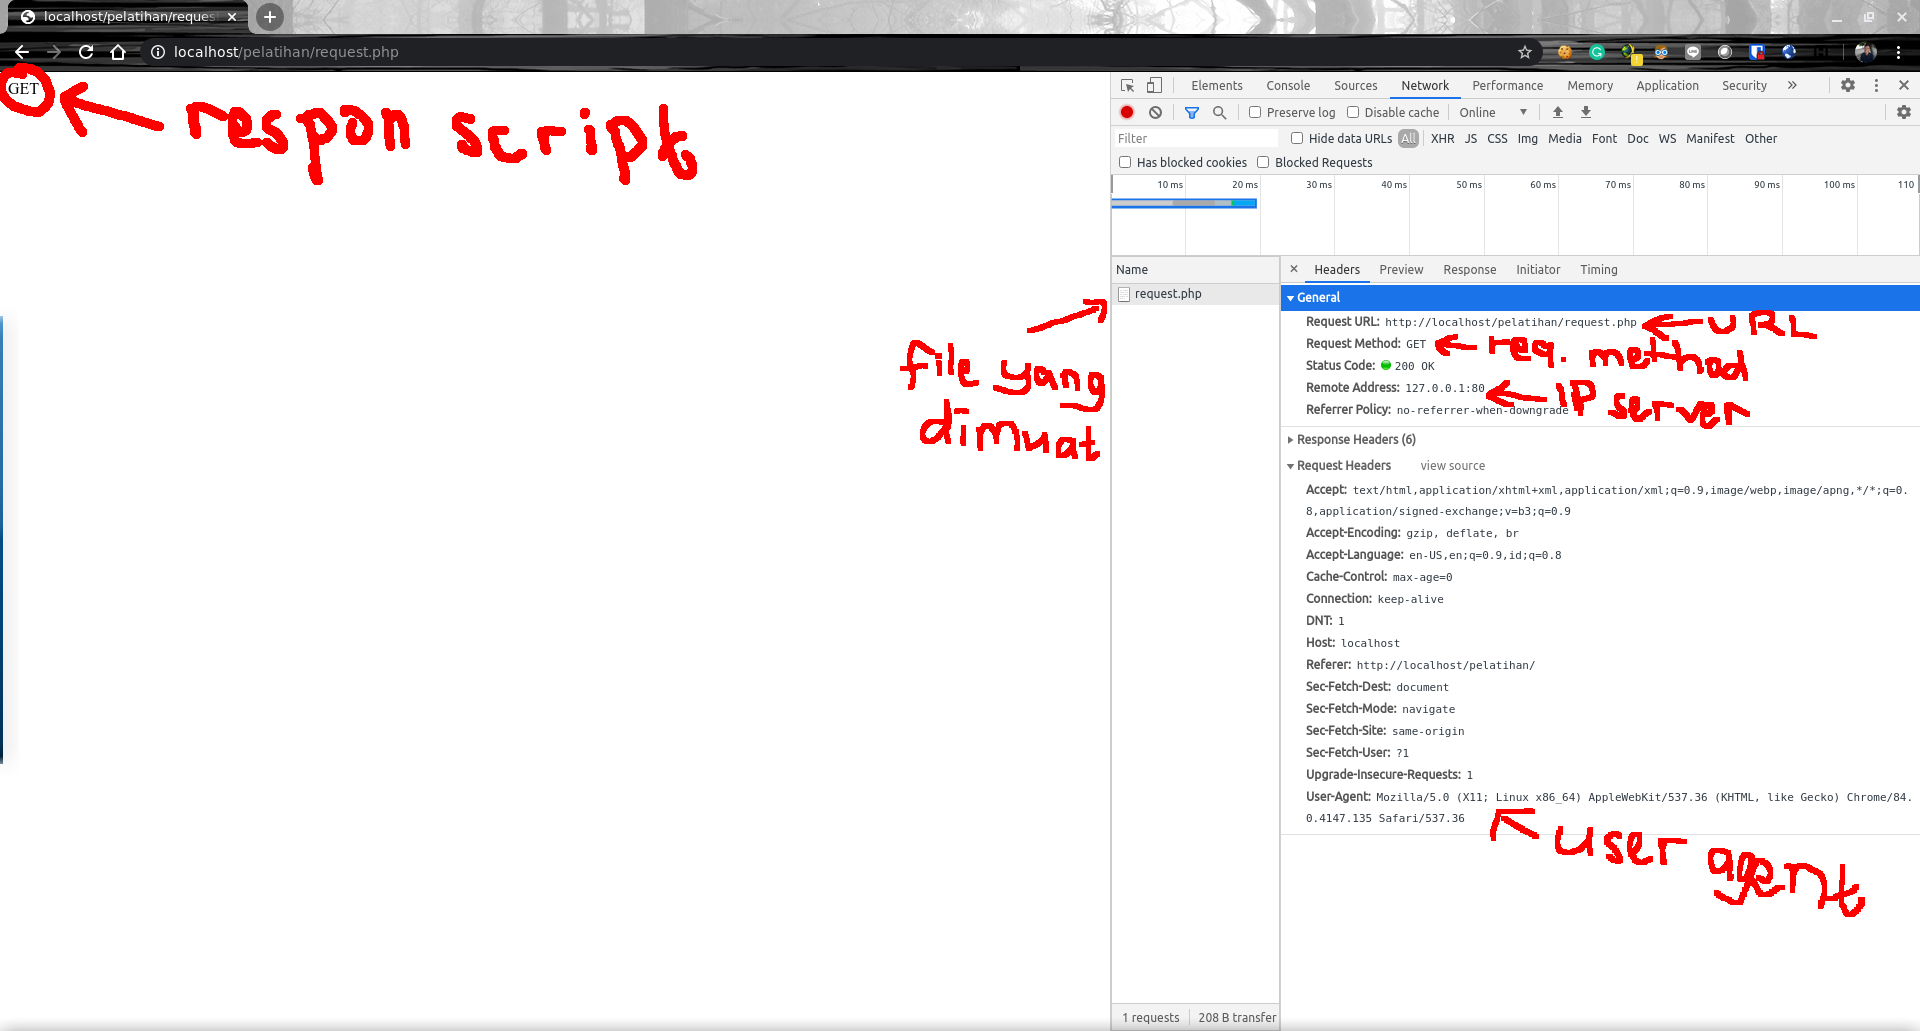 localhost/pelatihan/reques
localhost/pelatihan/request.php
GET
respon script
Elements Console Sources Network Performance Memory Application Security »
Preserve log Disable cache Online
Filter Hide data URLs All XHR JS CSS Img Media Font Doc WS Manifest Other
Has blocked cookies Blocked Requests
10 ms 20 ms 30 ms 40 ms 50 ms 60 ms 70 ms 80 ms 90 ms 100 ms 110
Name
request.php
file yang
dimuat
Headers Preview Response Initiator Timing
General
Request URL: http://localhost/pelatihan/request.php URL
Request Method: GET req. method
Status Code: 200 OK
Remote Address: 127.0.0.1:80 IP server
Referrer Policy: no-referrer-when-downgrade
Response Headers (6)
Request Headers view source
Accept: text/html,application/xhtml+xml,application/xml;q=0.9,image/webp,image/apng,*/*;q=0.
8,application/signed-exchange;v=b3;q=0.9
Accept-Encoding: gzip, deflate, br
Accept-Language: en-US,en;q=0.9,id;q=0.8
Cache-Control: max-age=0
Connection: keep-alive
DNT: 1
Host: localhost
Referer: http://localhost/pelatihan/
Sec-Fetch-Dest: document
Sec-Fetch-Mode: navigate
Sec-Fetch-Site: same-origin
Sec-Fetch-User: ?1
Upgrade-Insecure-Requests: 1
User-Agent: Mozilla/5.0 (X11; Linux x86_64) AppleWebKit/537.36 (KHTML, like Gecko) Chrome/84.
0.4147.135 Safari/537.36
user agent
1 requests 208 B transfer